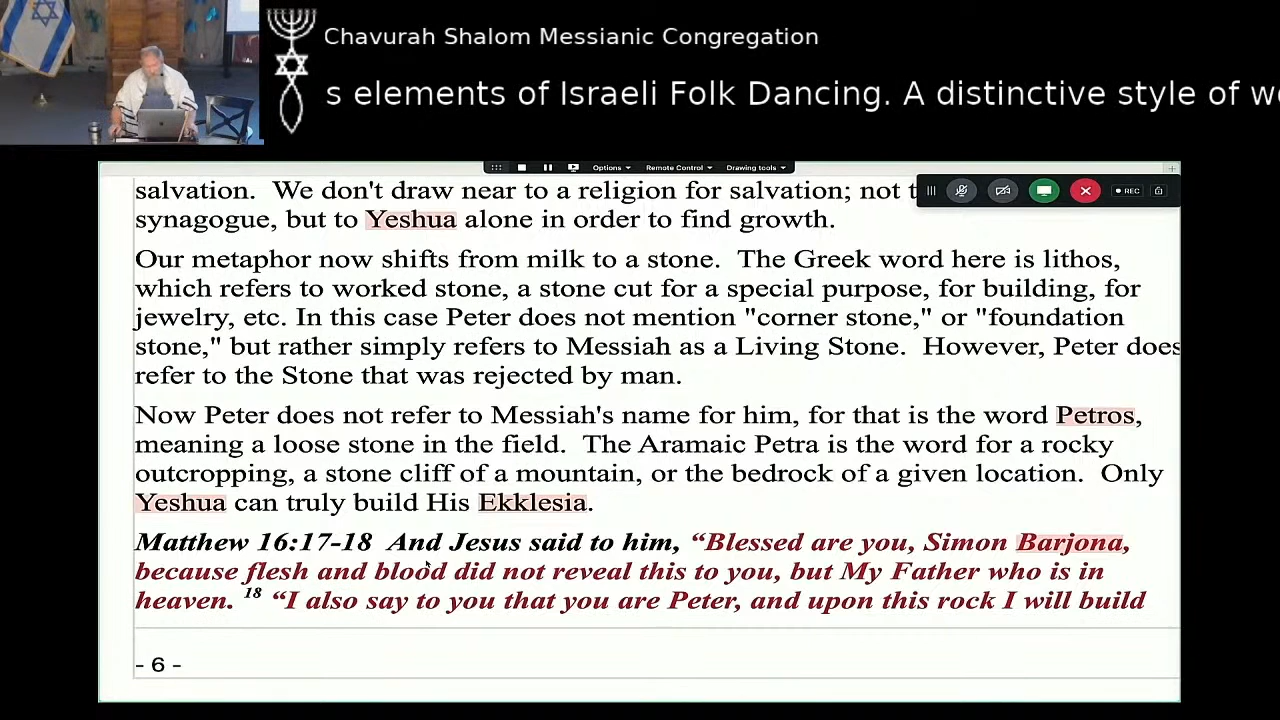 Chavurah Shalom Messianic Congregation
s elements of Israeli Folk Dancing. A distinctive style of w
Options
Remote Control
Drawing tools
REC
salvation.  We don't draw near to a religion for salvation; not t
synagogue, but to Yeshua alone in order to find growth.
Our metaphor now shifts from milk to a stone.  The Greek word here is lithos,
which refers to worked stone, a stone cut for a special purpose, for building, for
jewelry, etc. In this case Peter does not mention "corner stone," or "foundation
stone," but rather simply refers to Messiah as a Living Stone.  However, Peter does
refer to the Stone that was rejected by man.
Now Peter does not refer to Messiah's name for him, for that is the word Petros,
meaning a loose stone in the field.  The Aramaic Petra is the word for a rocky
outcropping, a stone cliff of a mountain, or the bedrock of a given location.  Only
Yeshua can truly build His Ekklesia.
Matthew 16:17-18  And Jesus said to him, “Blessed are you, Simon Barjona,
because flesh and blood did not reveal this to you, but My Father who is in
heaven. 18 “I also say to you that you are Peter, and upon this rock I will build
- 6 -